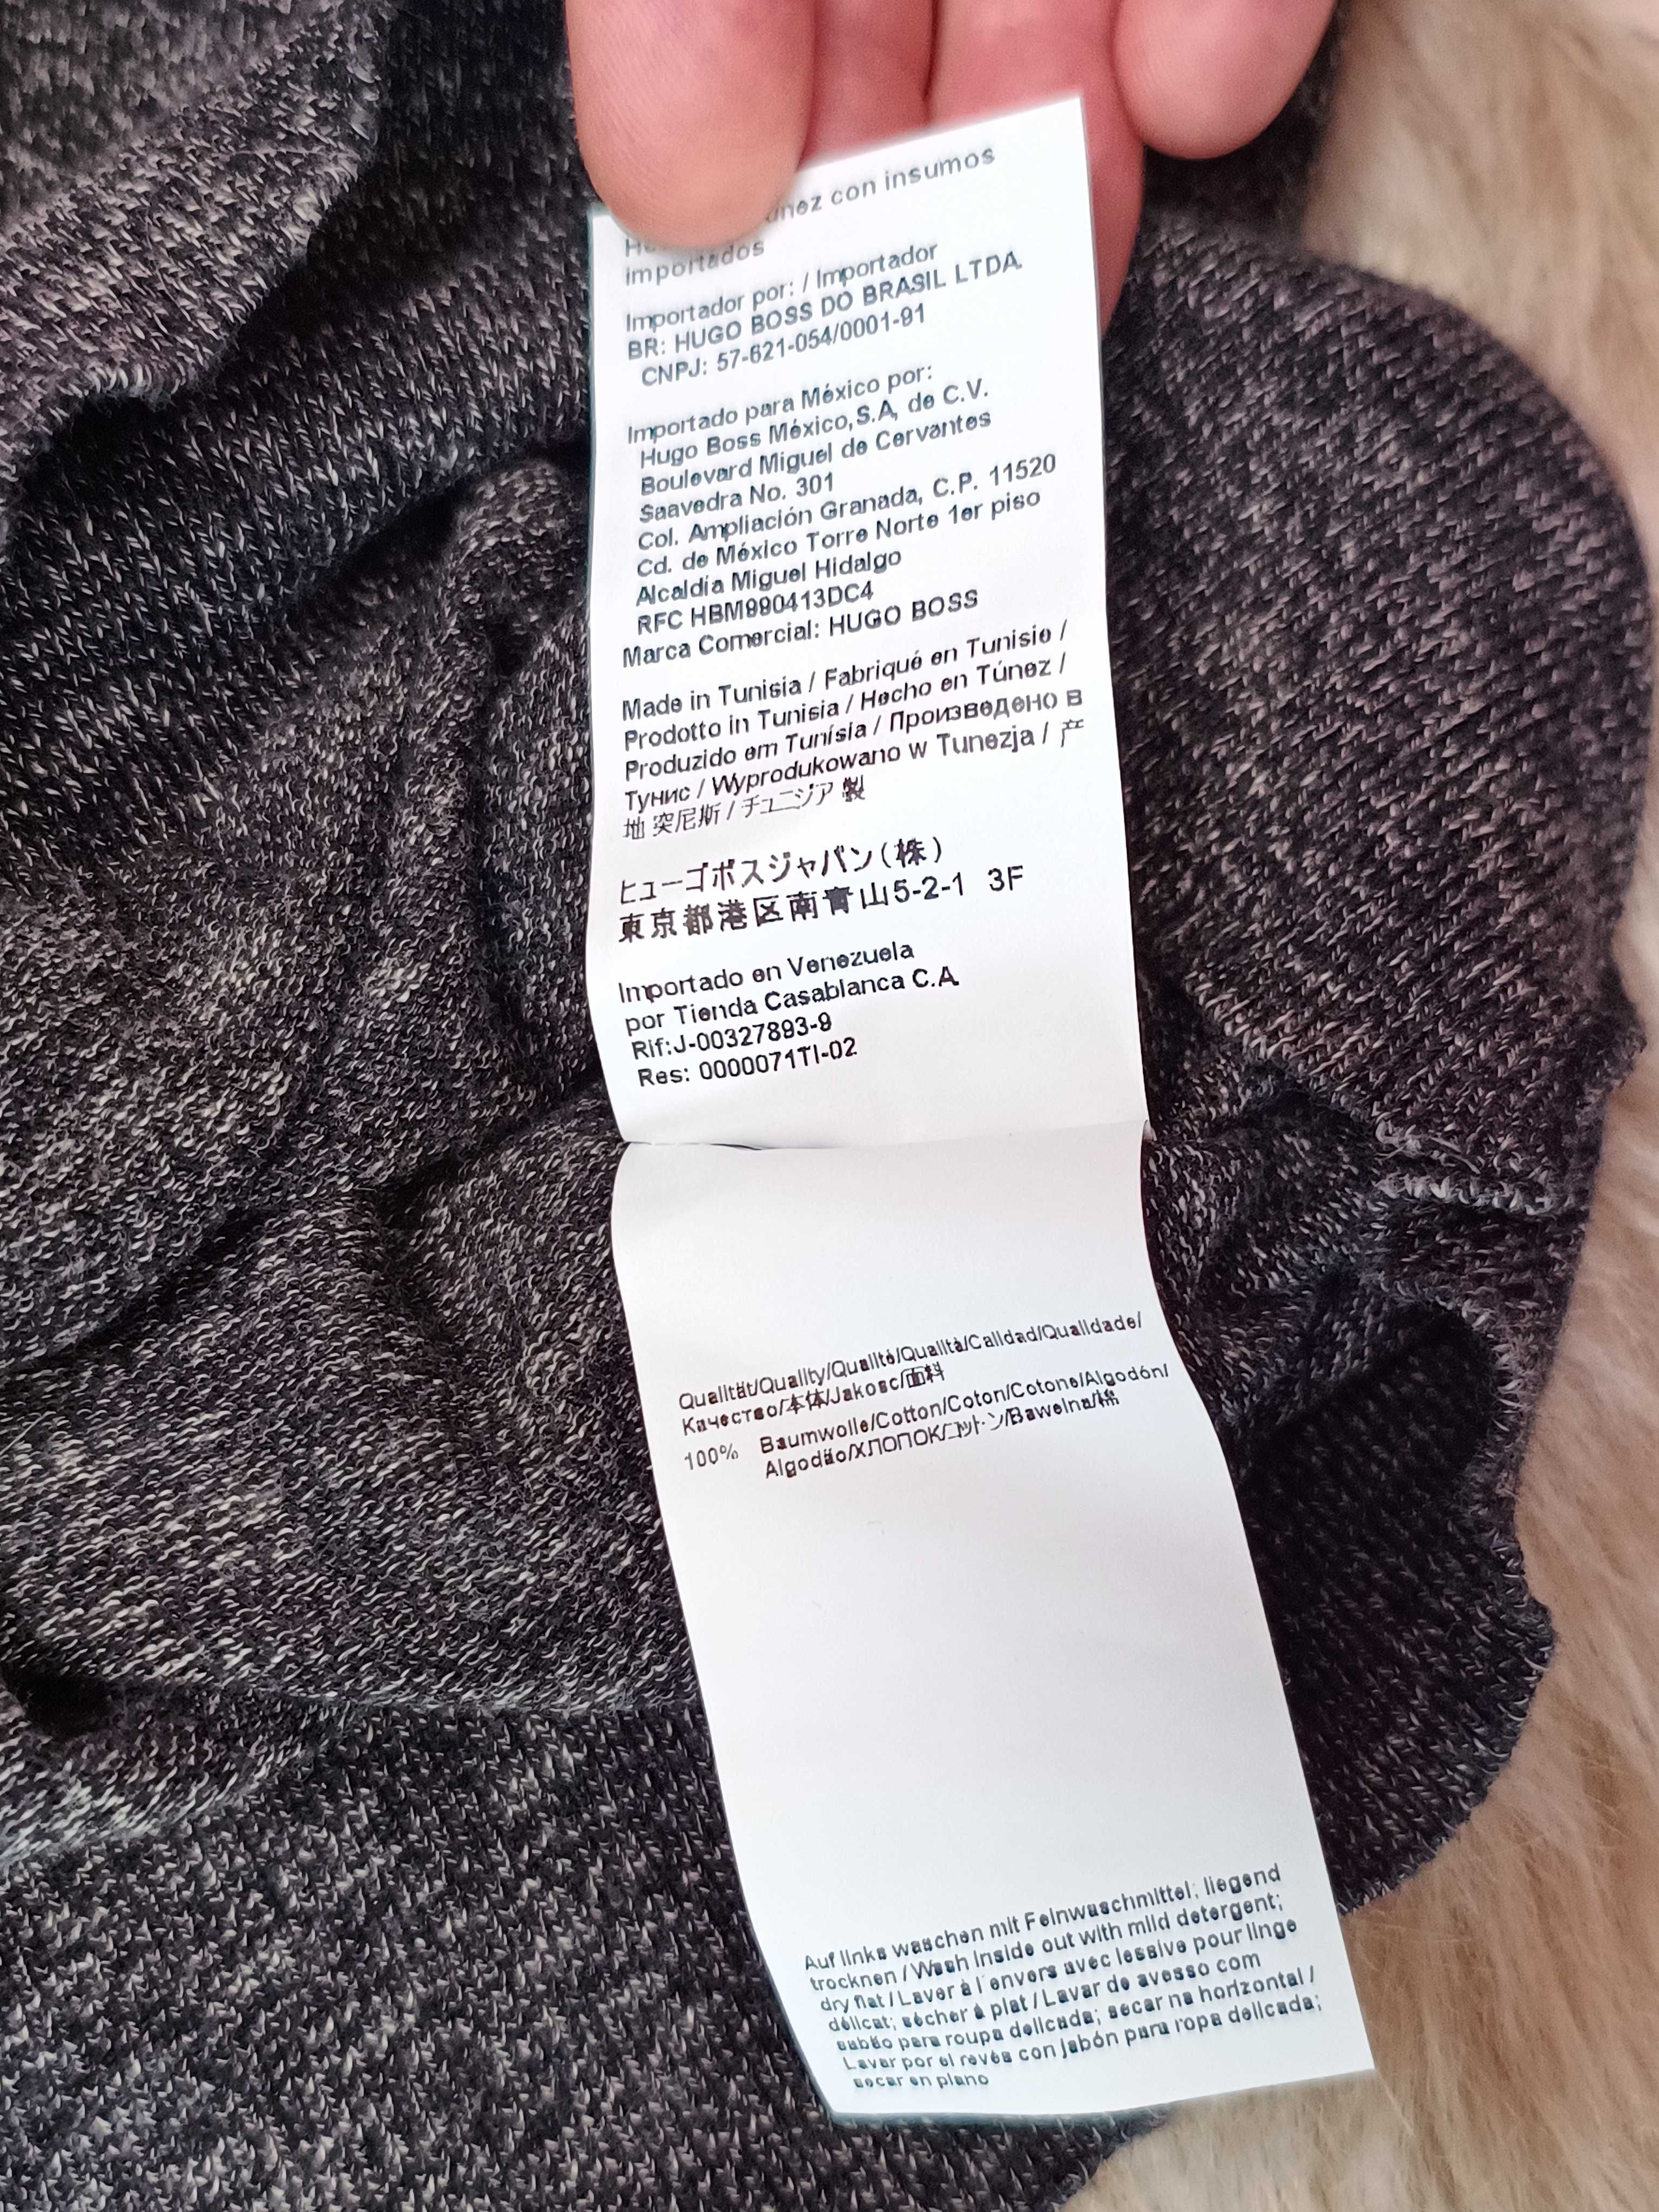 con insumos
importados
Importador por: / Importador
BR: HUGO BOSS DO BRASIL LTDA.
CNPJ: 57-621-054/0001-91
Importado para México por:
Hugo Boss México,S.A, de C.V.
Boulevard Miguel de Cervantes
Saavedra No. 301
Col. Ampliación Granada, C.P. 11520
Cd. de México Torre Norte 1er piso
Alcaldía Miguel Hidalgo
RFC HBM990413DC4
Marca Comercial: HUGO BOSS
Made in Tunisia / Fabriqué en Tunisie /
Prodotto in Tunisia / Hecho en Túnez /
Produzido em Tunísia / Произведено в
Тунис / Wyprodukowano w Tunezja / 产
地 突尼斯 / チュニジア 製
ヒューゴボスジャパン(株)
東京都港区南青山5-2-1 3F
Importado en Venezuela
por Tienda Casablanca C.A.
Rif:J-00327893-9
Res: 0000071TI-02
Qualität/Quality/Qualité/Qualità/Calidad/Qualidade/
Качество/本体/Jakosc/面料
100% Baumwolle/Cotton/Coton/Cotone/Algodón/
Algodão/ХЛОПОК/コットン/Bawelna/棉
Auf links waschen mit Feinwaschmittel; liegend
trocknen / Wash inside out with mild detergent;
dry flat / Laver à l'envers avec lessive pour linge
délicat; sécher à plat / Lavar do avesso com
sabão para roupa delicada; secar na horizontal /
Lavar por el revés con jabón para ropa delicada;
secar en plano